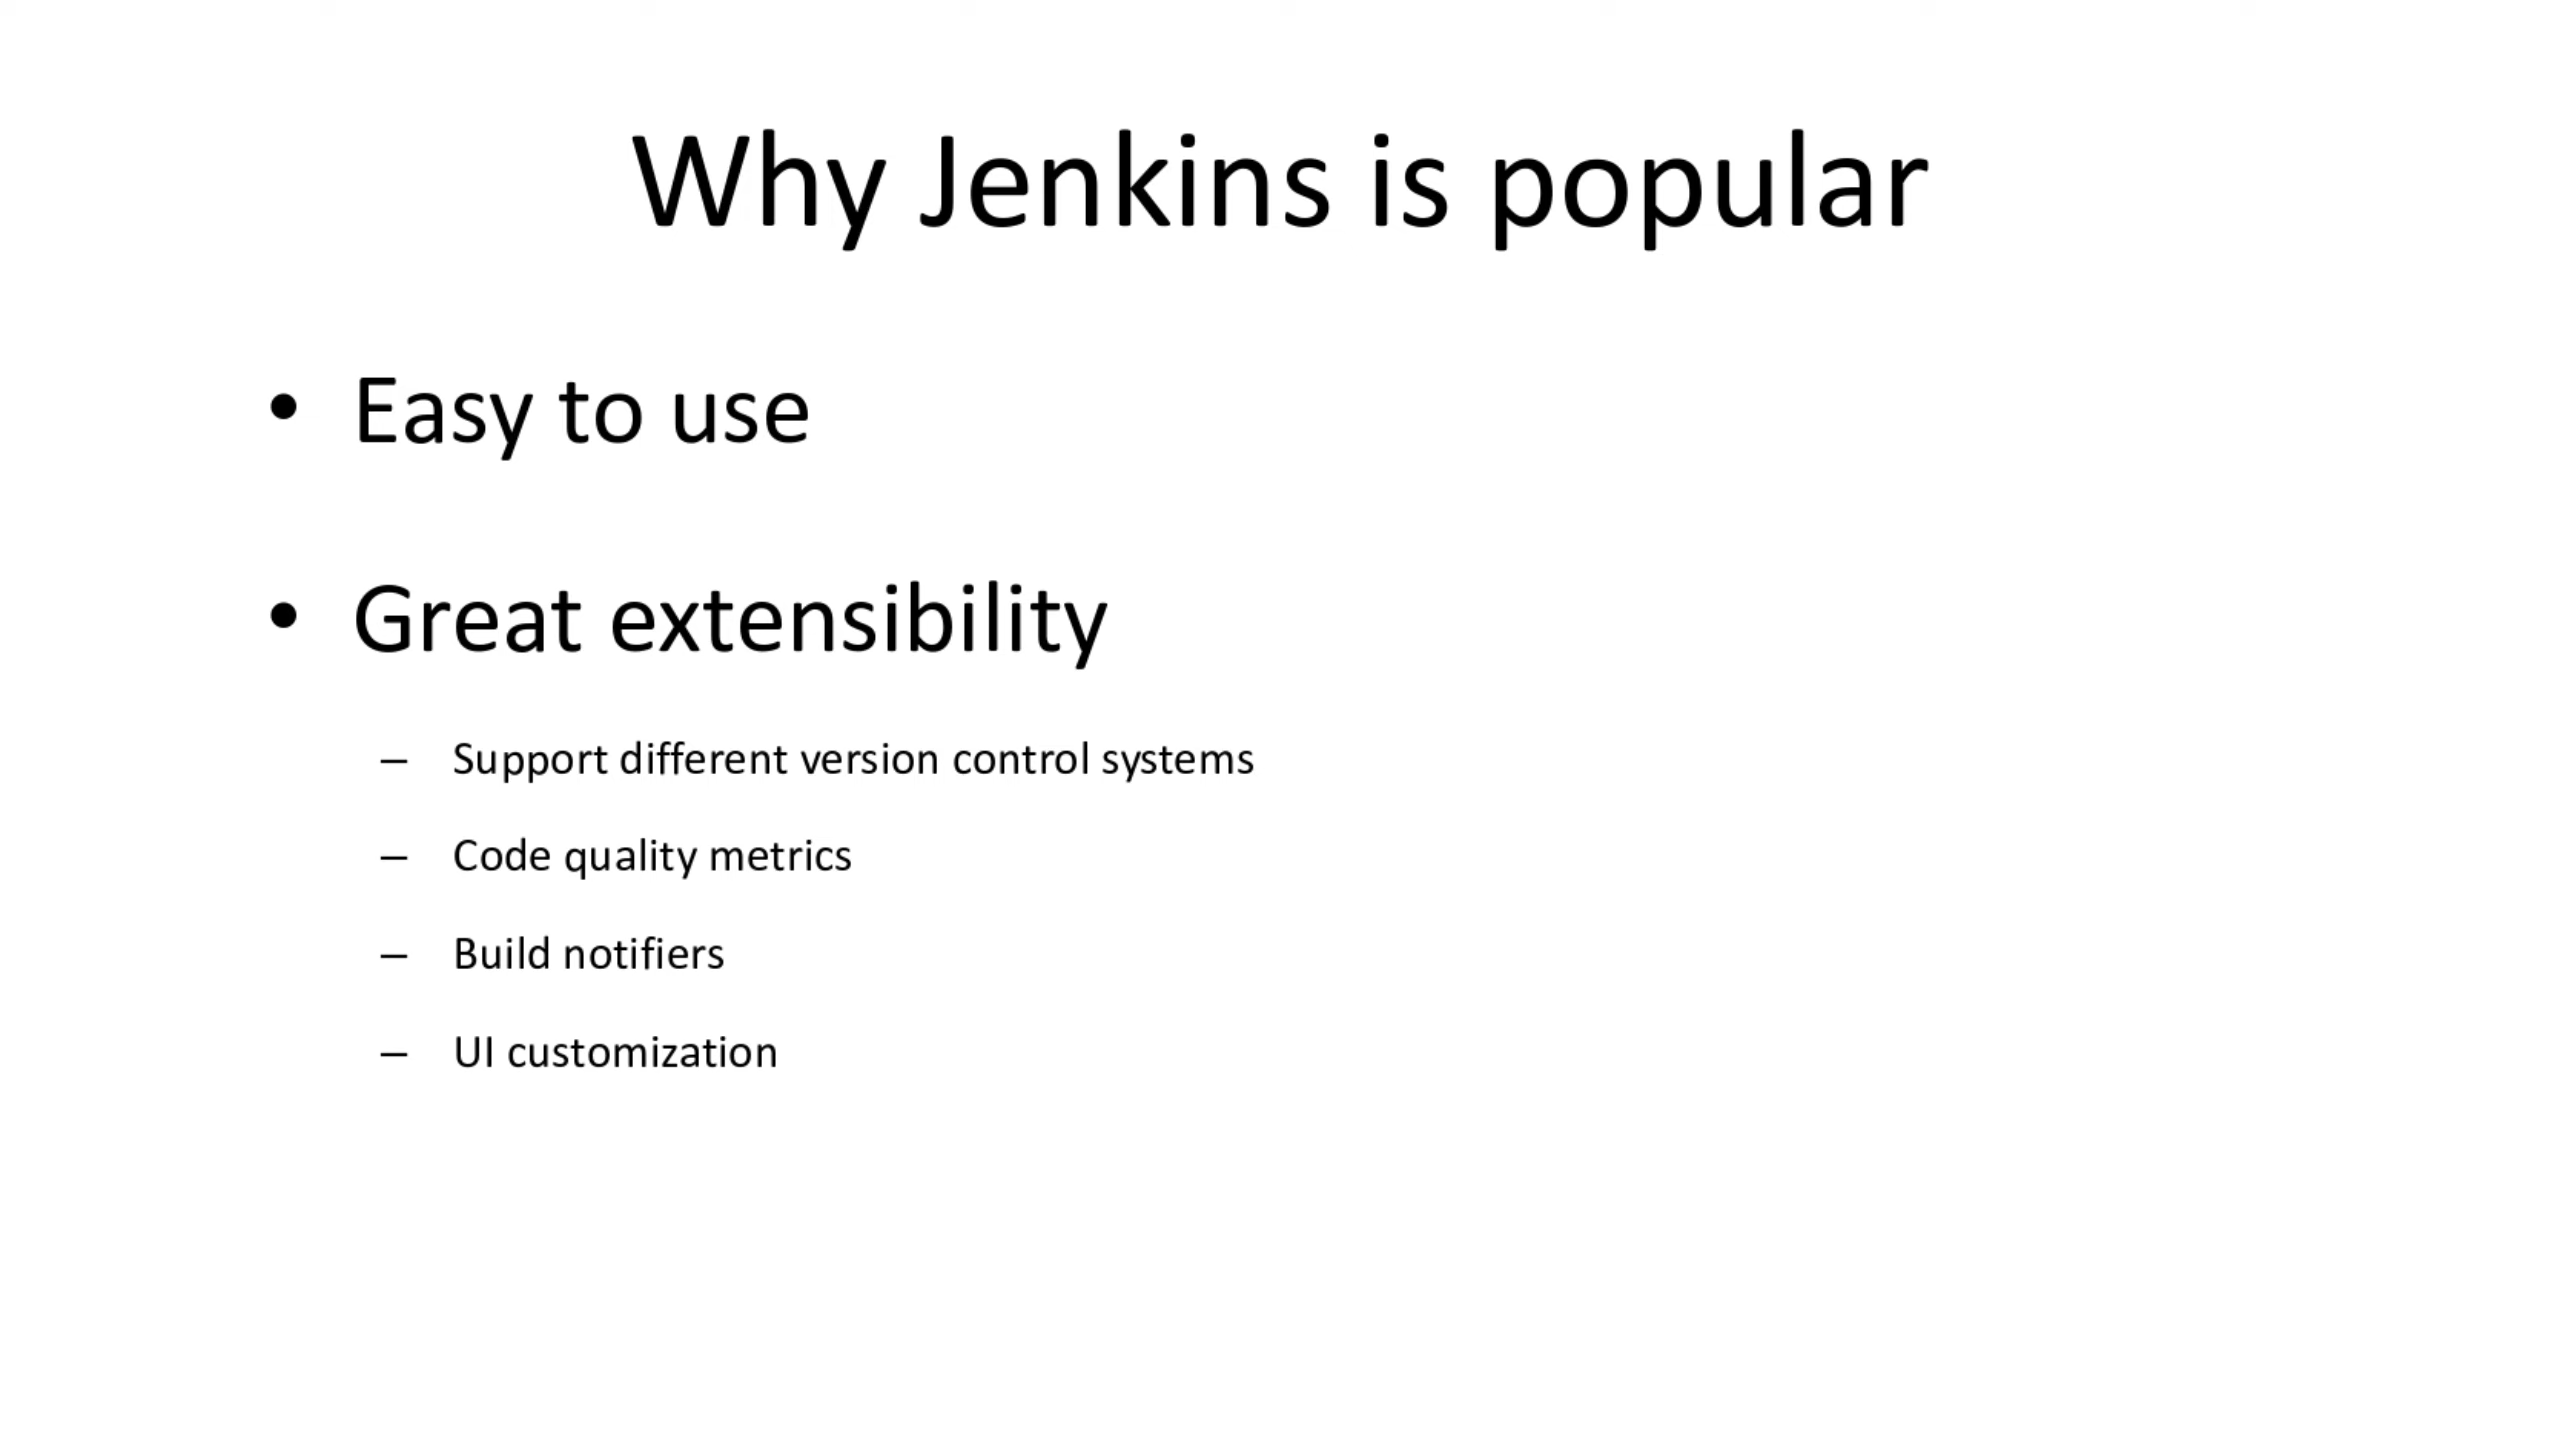 Why Jenkins is popular
• Easy to use
• Great extensibility
– Support different version control systems
– Code quality metrics
– Build notifiers
– UI customization